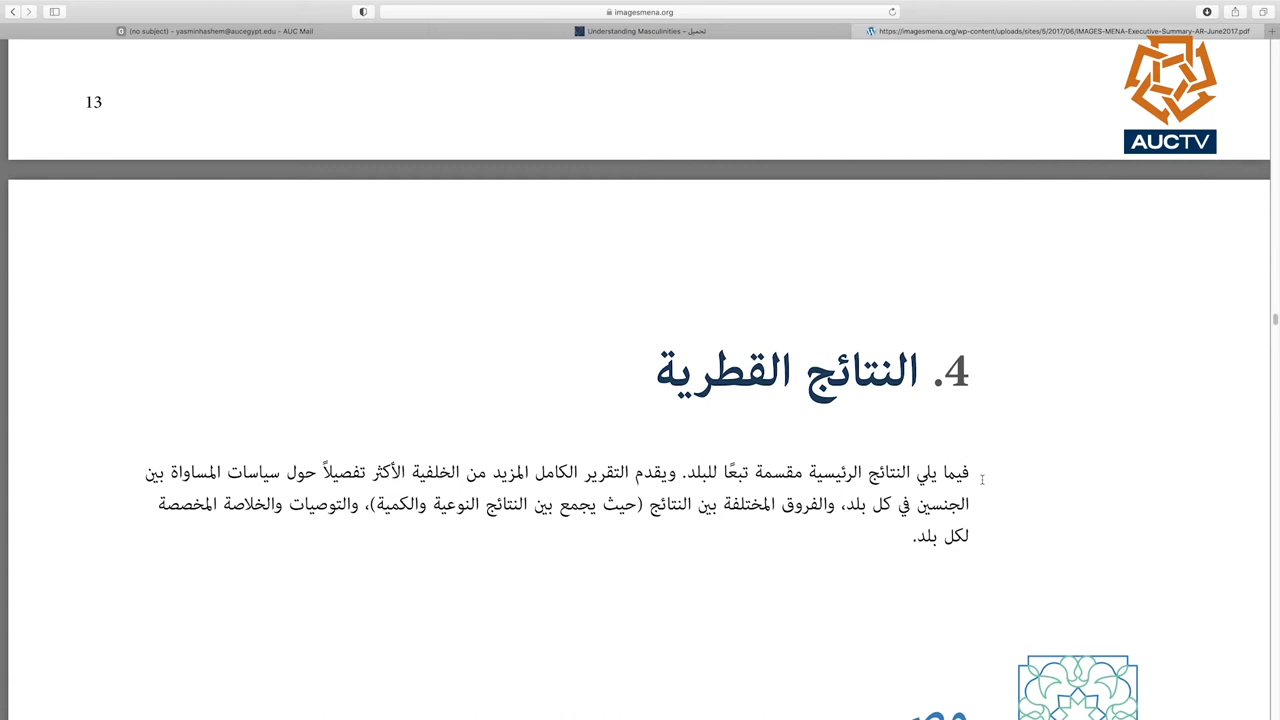 imagesmena.org
(no subject) - yasminhashem@aucegypt.edu - AUC Mail
Understanding Masculinities – تحميل
https://imagesmena.org/wp-content/uploads/sites/5/2017/06/IMAGES-MENA-Executive-Summary-AR-June2017.pdf
13
AUCTV
4. النتائج القطرية
فيما يلي النتائج الرئيسية مقسمة تبعًا للبلد. ويقدم التقرير الكامل المزيد من الخلفية الأكثر تفصيلاً حول سياسات المساواة بين
الجنسين في كل بلد، والفروق المختلفة بين النتائج (حيث يجمع بين النتائج النوعية والكمية)، والتوصيات والخلاصة المخصصة
لكل بلد.